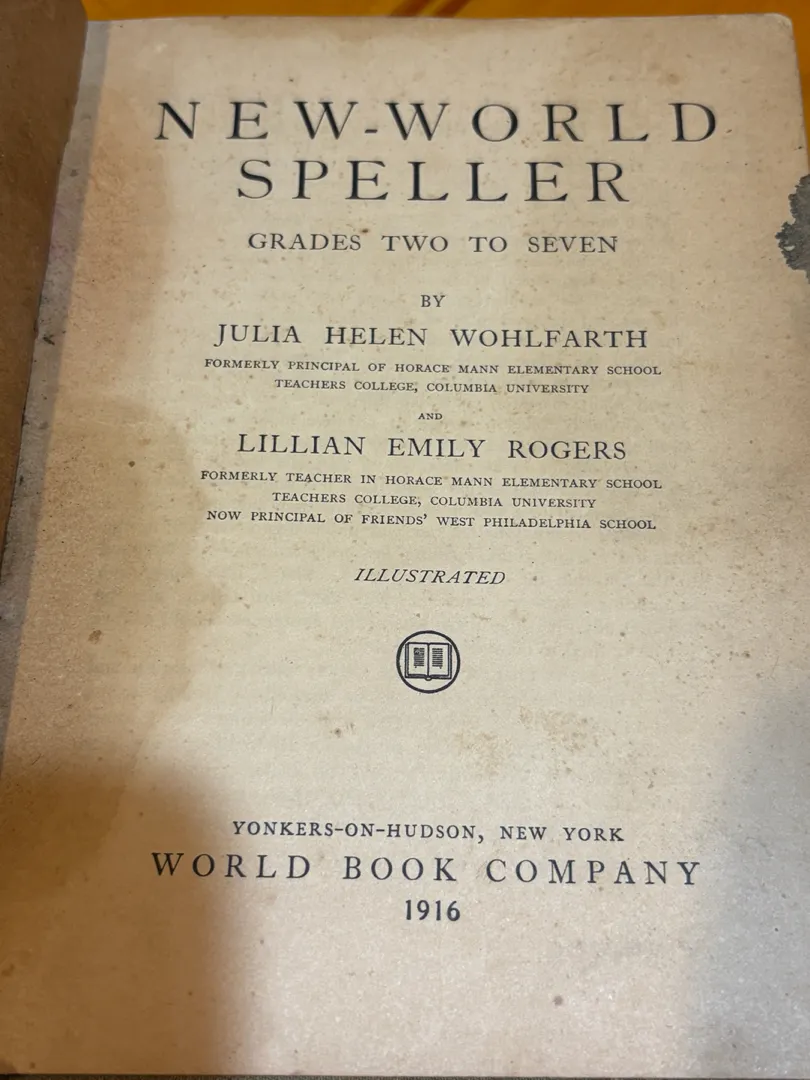 NEW-WORLD
SPELLER
GRADES TWO TO SEVEN
BY
JULIA HELEN WOHLFARTH
FORMERLY PRINCIPAL OF HORACE MANN ELEMENTARY SCHOOL
TEACHERS COLLEGE, COLUMBIA UNIVERSITY
AND
LILLIAN EMILY ROGERS
FORMERLY TEACHER IN HORACE MANN ELEMENTARY SCHOOL
TEACHERS COLLEGE, COLUMBIA UNIVERSITY
NOW PRINCIPAL OF FRIENDS' WEST PHILADELPHIA SCHOOL
ILLUSTRATED
YONKERS-ON-HUDSON, NEW YORK
WORLD BOOK COMPANY
1916